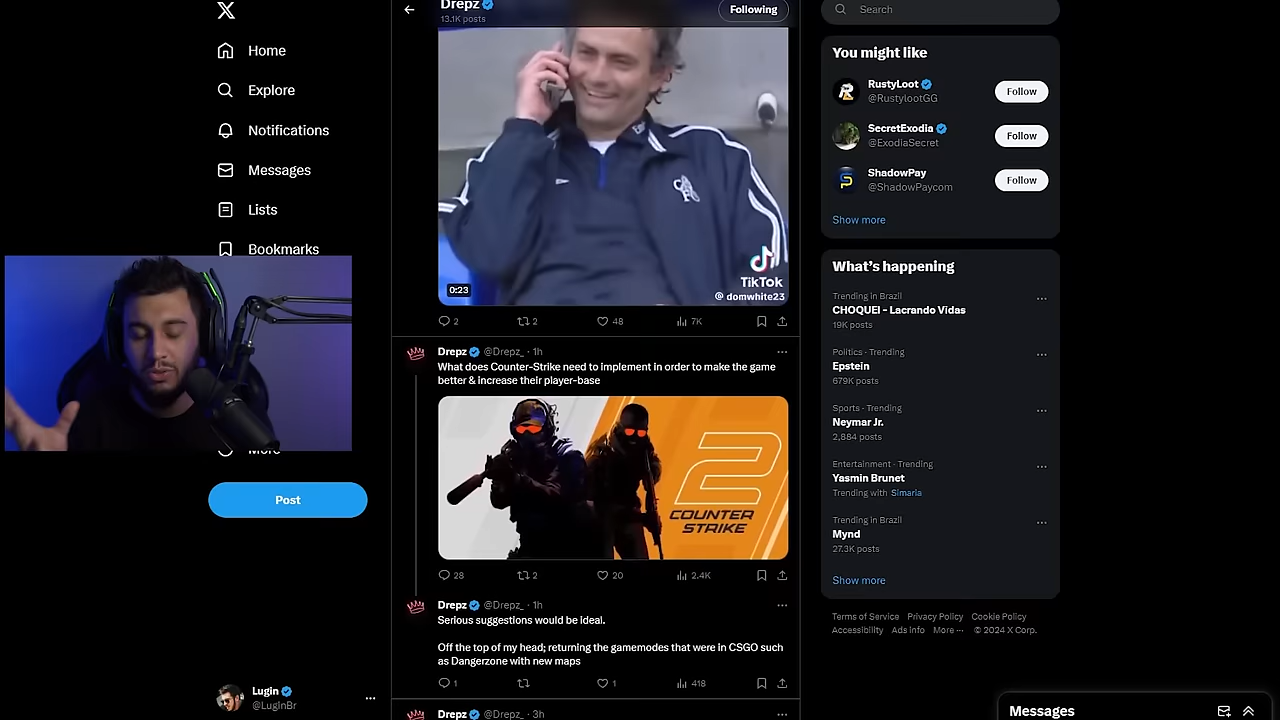 Home
Explore
Notifications
Messages
Lists
Bookmarks
More
Post
Lugin
@LuginBr
Drepz
13.1K posts
Following
0:23
TikTok
@ domwhite23
2
2
48
7K
Drepz @Drepz_ · 1h
What does Counter-Strike need to implement in order to make the game
better & increase their player-base
2
COUNTER
STRIKE
28
2
20
2.4K
Drepz @Drepz_ · 1h
Serious suggestions would be ideal.
Off the top of my head; returning the gamemodes that were in CSGO such
as Dangerzone with new maps
1
1
418
Drepz @Drepz_ · 3h
Search
You might like
RustyLoot
@RustylootGG
Follow
SecretExodia
@ExodiaSecret
Follow
ShadowPay
@ShadowPaycom
Follow
Show more
What's happening
Trending in Brazil
CHOQUEI - Lacrando Vidas
19K posts
Politics · Trending
Epstein
679K posts
Sports · Trending
Neymar Jr.
2,884 posts
Entertainment · Trending
Yasmin Brunet
Trending with Simaria
Trending in Brazil
Mynd
27.3K posts
Show more
Terms of Service Privacy Policy Cookie Policy
Accessibility Ads info More ··· © 2024 X Corp.
Messages